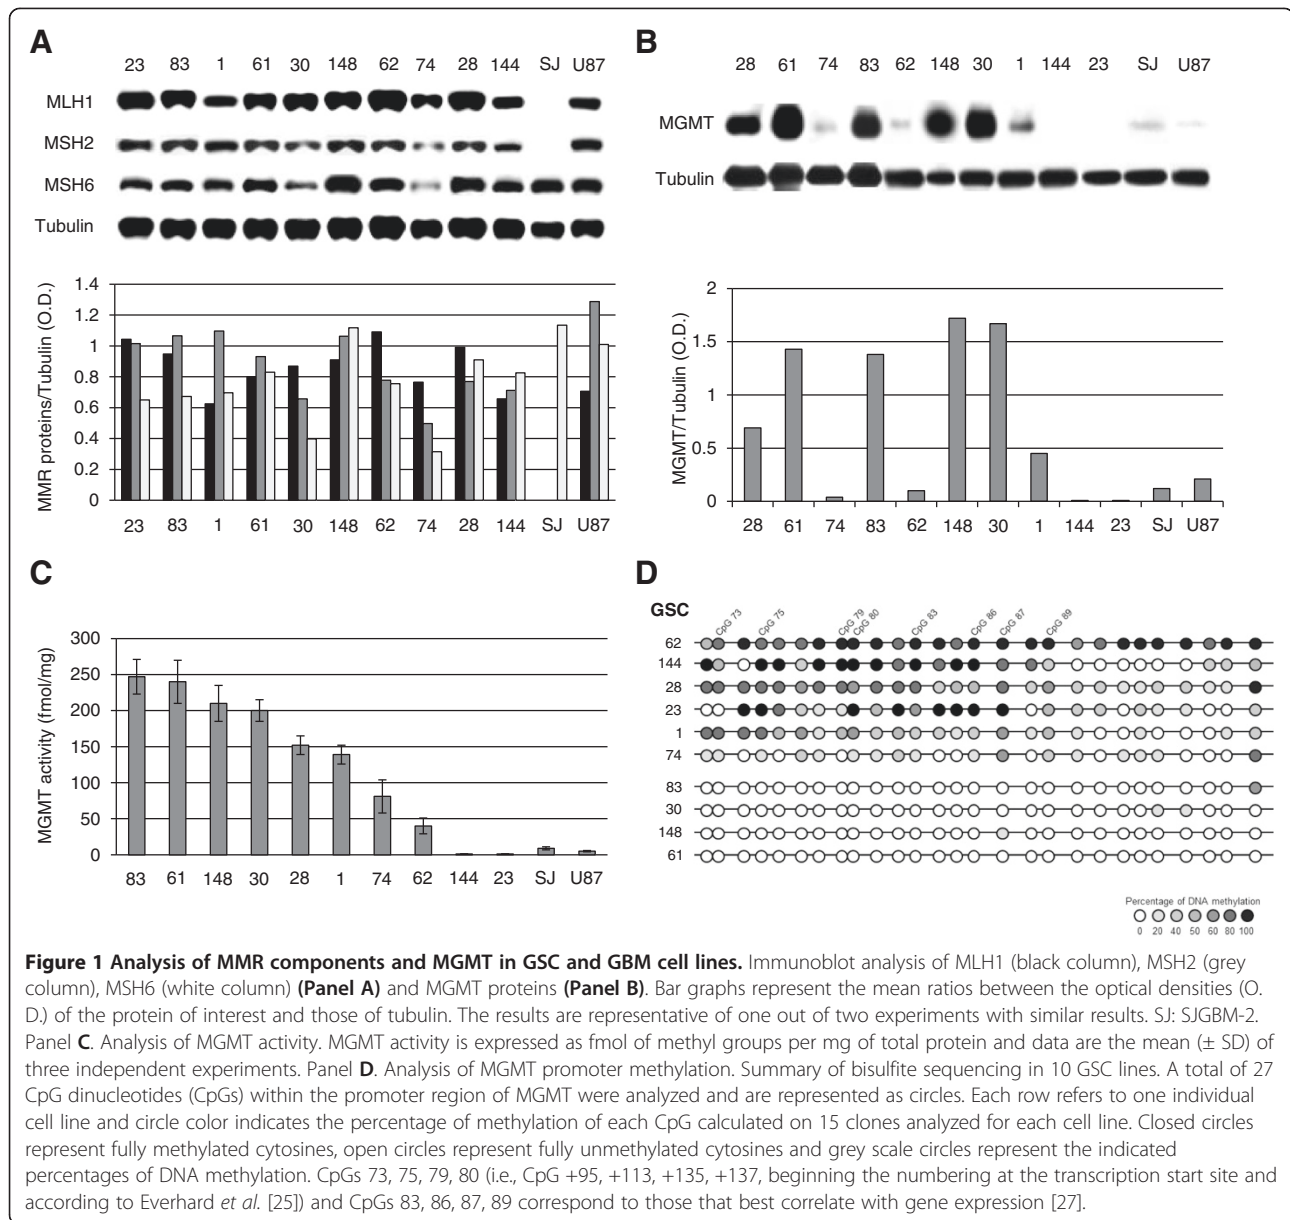 A
23 83 1 61 30 148 62 74 28 144 SJ U87
MLH1
MSH2
MSH6
Tubulin
MMR proteins/Tubulin (O.D.)
1.4
1.2
1
0.8
0.6
0.4
0.2
0
23 83 1 61 30 148 62 74 28 144 SJ U87
B
28 61 74 83 62 148 30 1 144 23 SJ U87
MGMT
Tubulin
MGMT/Tubulin (O.D.)
2
1.5
1
0.5
0
28 61 74 83 62 148 30 1 144 23 SJ U87
C
MGMT activity (fmol/mg)
300
250
200
150
100
50
0
83 61 148 30 28 1 74 62 144 23 SJ U87
D
GSC
CpG 73 CpG 75 CpG 79 CpG 80 CpG 83 CpG 86 CpG 87 CpG 89
62
144
28
23
1
74
83
30
148
61
Percentage of DNA methylation
0 20 40 50 60 80 100
Figure 1 Analysis of MMR components and MGMT in GSC and GBM cell lines. Immunoblot analysis of MLH1 (black column), MSH2 (grey
column), MSH6 (white column) (Panel A) and MGMT proteins (Panel B). Bar graphs represent the mean ratios between the optical densities (O.
D.) of the protein of interest and those of tubulin. The results are representative of one out of two experiments with similar results. SJ: SJGBM-2.
Panel C. Analysis of MGMT activity. MGMT activity is expressed as fmol of methyl groups per mg of total protein and data are the mean (± SD) of
three independent experiments. Panel D. Analysis of MGMT promoter methylation. Summary of bisulfite sequencing in 10 GSC lines. A total of 27
CpG dinucleotides (CpGs) within the promoter region of MGMT were analyzed and are represented as circles. Each row refers to one individual
cell line and circle color indicates the percentage of methylation of each CpG calculated on 15 clones analyzed for each cell line. Closed circles
represent fully methylated cytosines, open circles represent fully unmethylated cytosines and grey scale circles represent the indicated
percentages of DNA methylation. CpGs 73, 75, 79, 80 (i.e., CpG +95, +113, +135, +137, beginning the numbering at the transcription start site and
according to Everhard et al. [25]) and CpGs 83, 86, 87, 89 correspond to those that best correlate with gene expression [27].